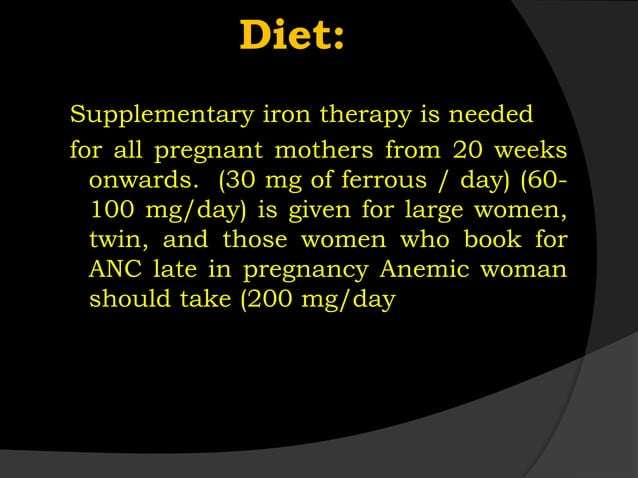 Diet:
Supplementary iron therapy is needed
for all pregnant mothers from 20 weeks
onwards. (30 mg of ferrous / day) (60-
100 mg/day) is given for large women,
twin, and those women who book for
ANC late in pregnancy Anemic woman
should take (200 mg/day